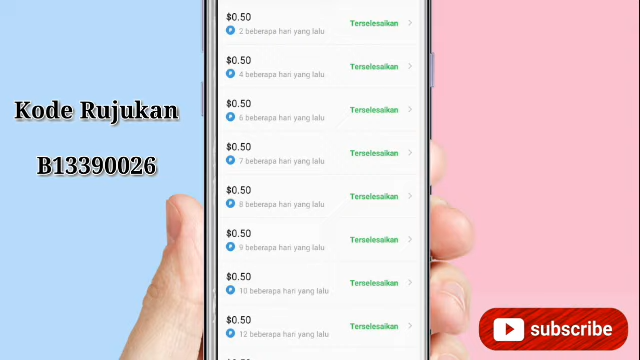 Kode Rujukan
B13390026
$0.50
2 beberapa hari yang lalu
Terselesaikan
$0.50
4 beberapa hari yang lalu
Terselesaikan
$0.50
6 beberapa hari yang lalu
Terselesaikan
$0.50
7 beberapa hari yang lalu
Terselesaikan
$0.50
8 beberapa hari yang lalu
Terselesaikan
$0.50
9 beberapa hari yang lalu
Terselesaikan
$0.50
10 beberapa hari yang lalu
Terselesaikan
$0.50
12 beberapa hari yang lalu
Terselesaikan
subscribe